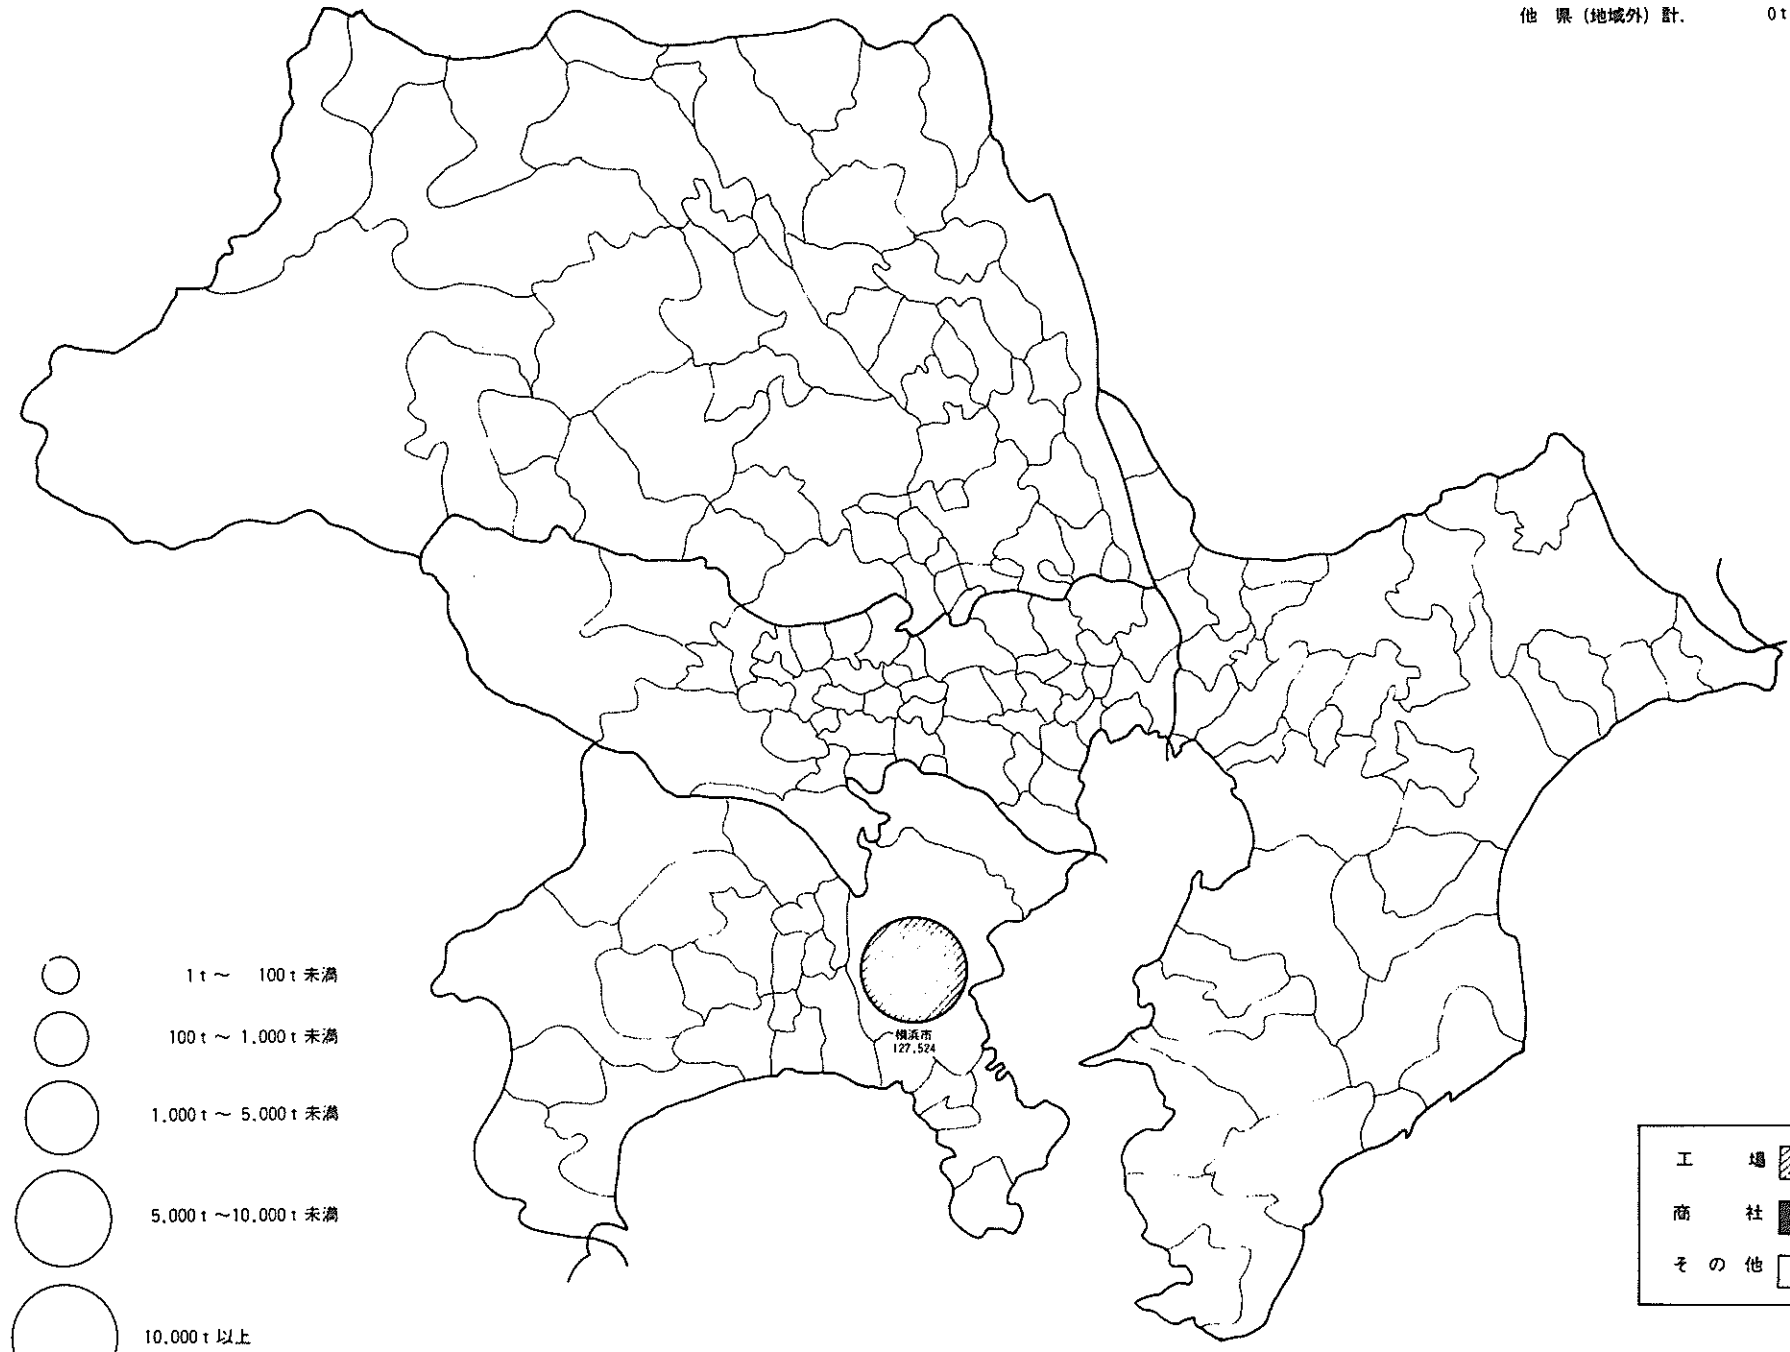 他 県 (地域外) 計. 0t
横浜市
127,524
1t ～ 100t 未満
100t ～ 1,000t 未満
1,000t ～ 5,000t 未満
5,000t ～10,000t 未満
10,000t 以上
工 場
商 社
そ の 他